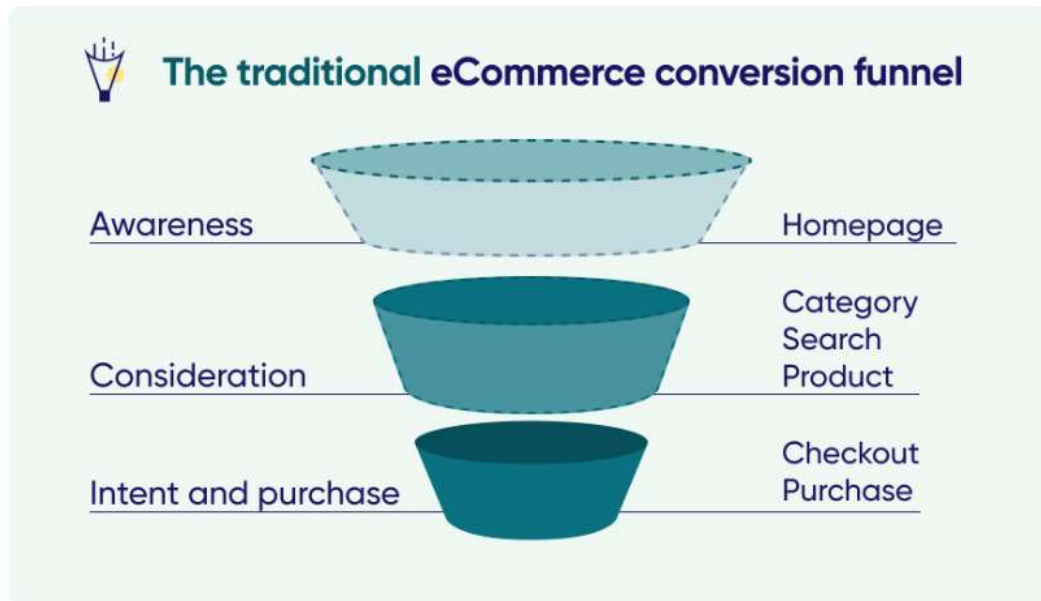 The traditional eCommerce conversion funnel
Awareness
Homepage
Category
Search
Product
Consideration
Checkout
Purchase
Intent and purchase